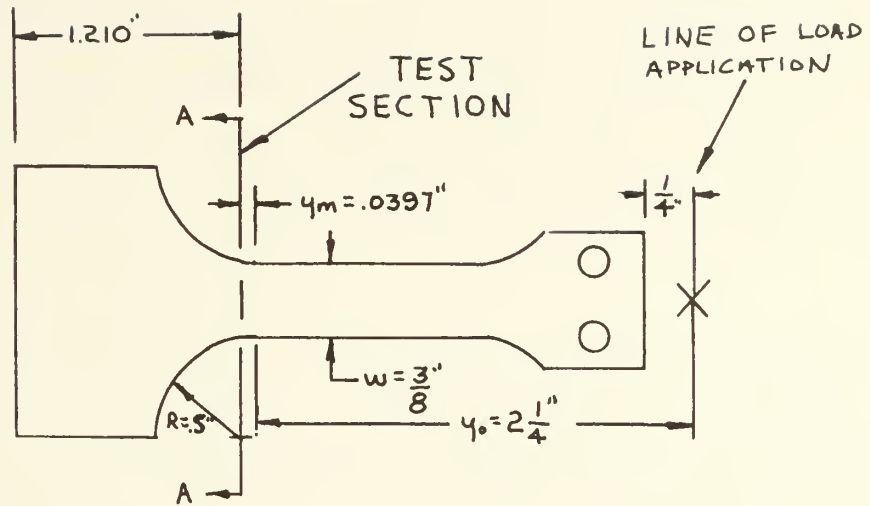 1.210"
LINE OF LOAD
APPLICATION
TEST
SECTION
A
1/4"
ym=.0397"
w=3/8"
R=.5"
y₀=2 1/4"
A